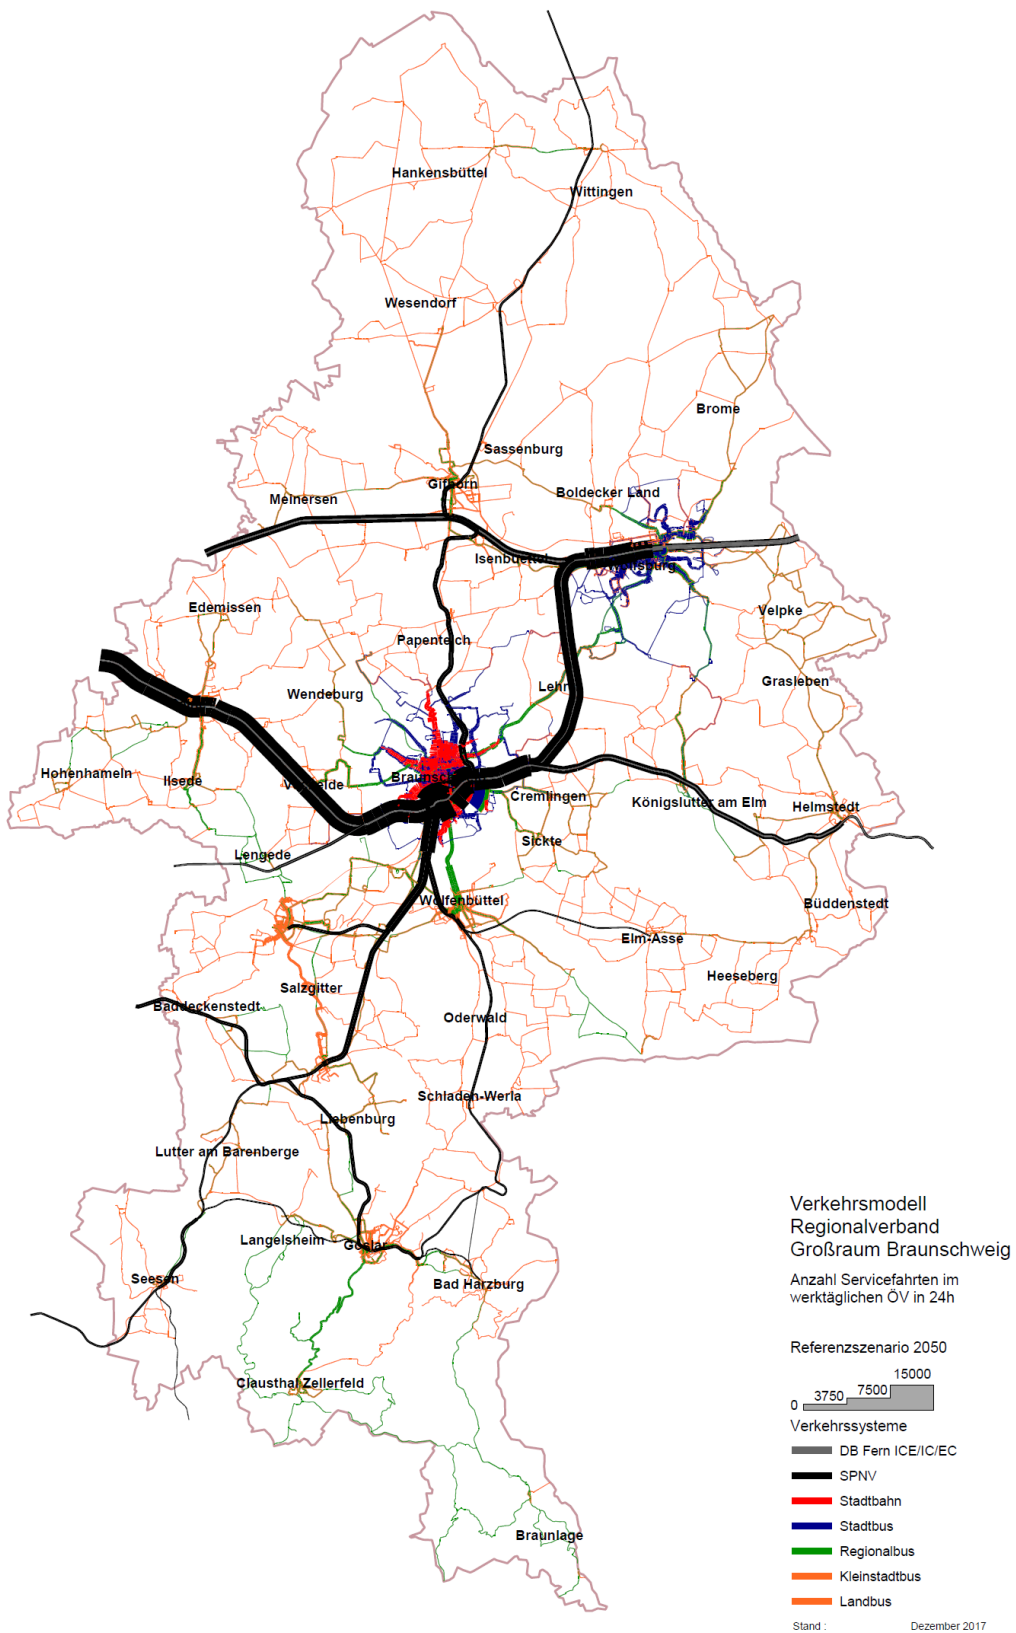 Hankensbüttel
Wittingen
Wesendorf
Brome
Sassenburg
Gifhorn
Boldecker Land
Meinersen
Isenbuettel
Wolfsburg
Edemissen
Velpke
Papenteich
Grasleben
Wendeburg
Lehre
Hohenhameln
Ilsede
Vechelde
Braunschweig
Cremlingen
Königslutter am Elm
Helmstedt
Sickte
Lengede
Wolfenbüttel
Büddenstedt
Elm-Asse
Heeseberg
Salzgitter
Baddeckenstedt
Oderwald
Schladen-Werla
Liebenburg
Lutter am Barenberge
Langelsheim
Goslar
Seesen
Bad Harzburg
Clausthal Zellerfeld
Braunlage
Verkehrsmodell
Regionalverband
Großraum Braunschweig
Anzahl Servicefahrten im
werktäglichen ÖV in 24h
Referenzszenario 2050
0 3750 7500 15000
Verkehrssysteme
DB Fern ICE/IC/EC
SPNV
Stadtbahn
Stadtbus
Regionalbus
Kleinstadtbus
Landbus
Stand : Dezember 2017